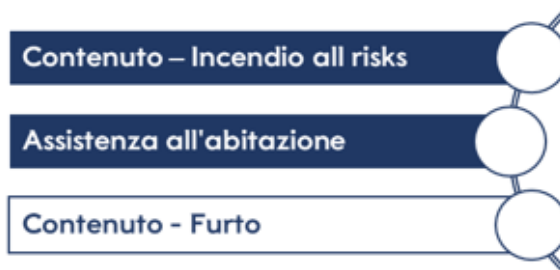 Contenuto – Incendio all risks
Assistenza all'abitazione
Contenuto - Furto